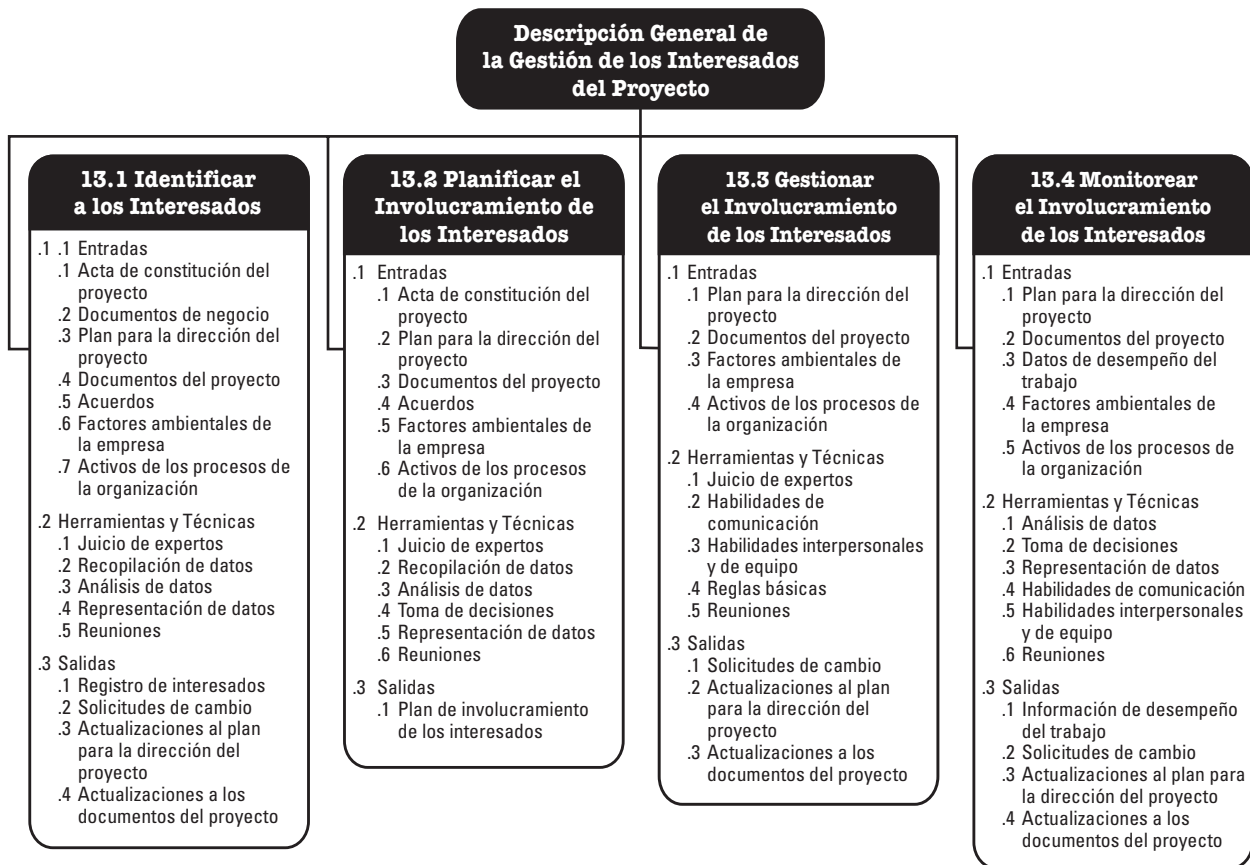 Descripción General de
la Gestión de los Interesados
del Proyecto
13.1 Identificar
a los Interesados
.1 .1 Entradas
.1 Acta de constitución del
proyecto
.2 Documentos de negocio
.3 Plan para la dirección del
proyecto
.4 Documentos del proyecto
.5 Acuerdos
.6 Factores ambientales de
la empresa
.7 Activos de los procesos de
la organización
.2 Herramientas y Técnicas
.1 Juicio de expertos
.2 Recopilación de datos
.3 Análisis de datos
.4 Representación de datos
.5 Reuniones
.3 Salidas
.1 Registro de interesados
.2 Solicitudes de cambio
.3 Actualizaciones al plan
para la dirección del
proyecto
.4 Actualizaciones a los
documentos del proyecto
13.2 Planificar el
Involucramiento de
los Interesados
.1 Entradas
.1 Acta de constitución del
proyecto
.2 Plan para la dirección del
proyecto
.3 Documentos del proyecto
.4 Acuerdos
.5 Factores ambientales de
la empresa
.6 Activos de los procesos
de la organización
.2 Herramientas y Técnicas
.1 Juicio de expertos
.2 Recopilación de datos
.3 Análisis de datos
.4 Toma de decisiones
.5 Representación de datos
.6 Reuniones
.3 Salidas
.1 Plan de involucramiento
de los interesados
13.3 Gestionar
el Involucramiento
de los Interesados
.1 Entradas
.1 Plan para la dirección del
proyecto
.2 Documentos del proyecto
.3 Factores ambientales de
la empresa
.4 Activos de los procesos de
la organización
.2 Herramientas y Técnicas
.1 Juicio de expertos
.2 Habilidades de
comunicación
.3 Habilidades interpersonales
y de equipo
.4 Reglas básicas
.5 Reuniones
.3 Salidas
.1 Solicitudes de cambio
.2 Actualizaciones al plan
para la dirección del
proyecto
.3 Actualizaciones a los
documentos del proyecto
13.4 Monitorear
el Involucramiento
de los Interesados
.1 Entradas
.1 Plan para la dirección del
proyecto
.2 Documentos del proyecto
.3 Datos de desempeño del
trabajo
.4 Factores ambientales de
la empresa
.5 Activos de los procesos de
la organización
.2 Herramientas y Técnicas
.1 Análisis de datos
.2 Toma de decisiones
.3 Representación de datos
.4 Habilidades de comunicación
.5 Habilidades interpersonales
y de equipo
.6 Reuniones
.3 Salidas
.1 Información de desempeño
del trabajo
.2 Solicitudes de cambio
.3 Actualizaciones al plan para
la dirección del proyecto
.4 Actualizaciones a los
documentos del proyecto